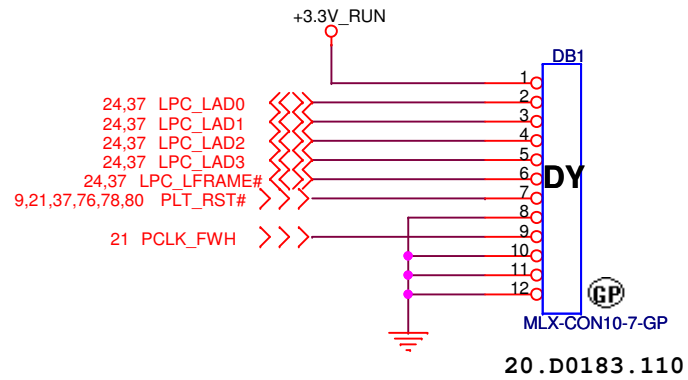 +3.3V_RUN
DB1
1
24,37 LPC_LAD0 2
24,37 LPC_LAD1 3
24,37 LPC_LAD2 4
24,37 LPC_LAD3 5
24,37 LPC_LFRAME# 6
DY
9,21,37,76,78,80 PLT_RST# 7
8
21 PCLK_FWH 9
10
11
12
GP
MLX-CON10-7-GP
20.D0183.110